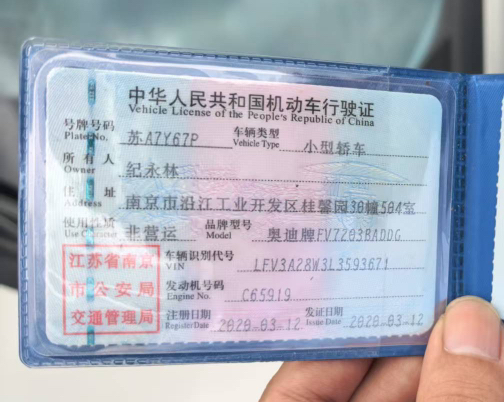 中华人民共和国机动车行驶证
Vehicle License of the People's Republic of China
号牌号码 苏A7Y67P 车辆类型 小型轿车
Plate No. Vehicle Type
所有人 纪永林
Owner
住址 南京市沿江工业开发区桂馨园30幢504室
Address
使用性质 非营运 品牌型号 奥迪牌FV7203BADDG
Use Character Model
江苏省南京
市公安局
交通管理局
车辆识别代号 LFV3A28W3L3593671
VIN
发动机号码 C65919
Engine No.
注册日期 2020-03-12 发证日期 2020-03-12
Register Date Issue Date